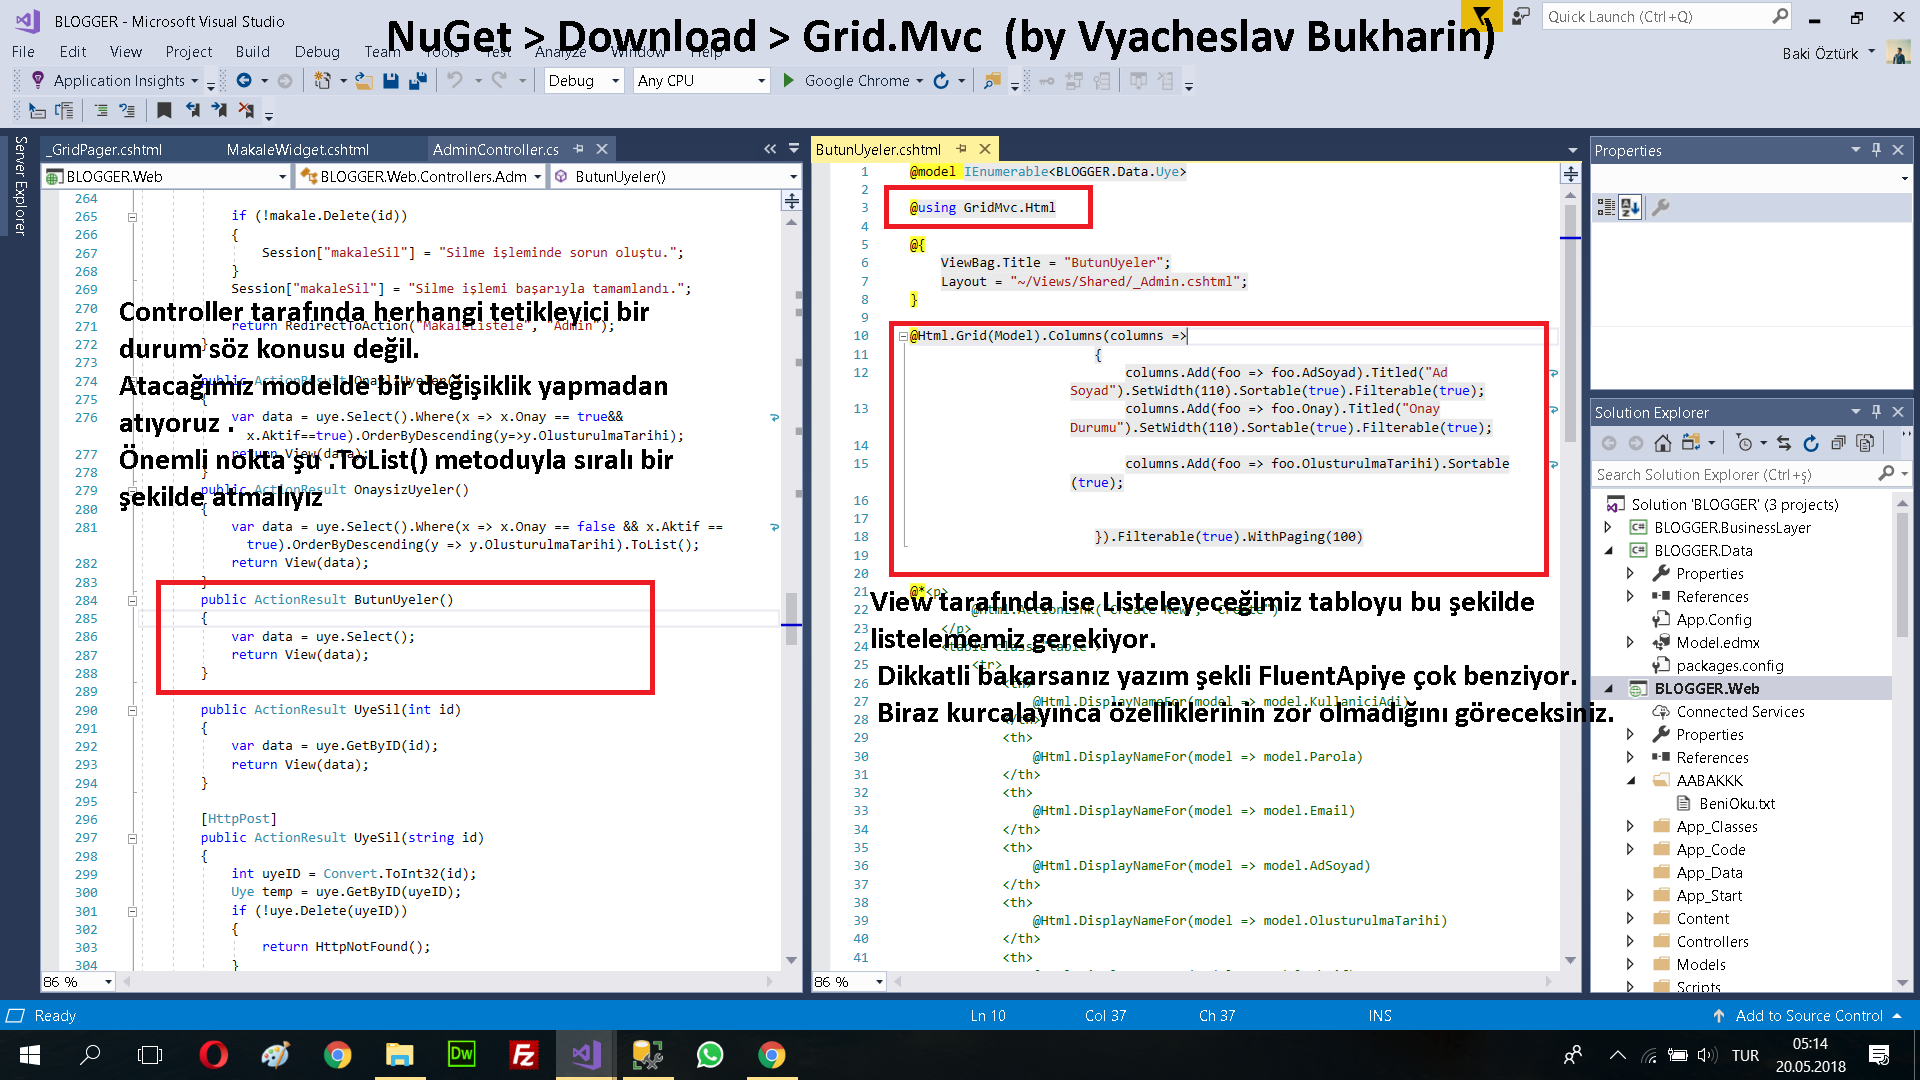 BLOGGER - Microsoft Visual Studio
NuGet > Download > Grid.Mvc (by Vyacheslav Bukharin)
Quick Launch (Ctrl+Q)
File Edit View Project Build Debug Team Tools Test Analyze Window Help
Baki Öztürk
Application Insights
Debug
Any CPU
Google Chrome
Server Explorer
_GridPager.cshtml MakaleWidget.cshtml AdminController.cs
BLOGGER.Web
BLOGGER.Web.Controllers.Adm
ButunUyeler()
264
265 if (!makale.Delete(id))
266 {
267 Session["makaleSil"] = "Silme işleminde sorun oluştu.";
268 }
269 Session["makaleSil"] = "Silme işlemi başarıyla tamamlandı.";
270
271 return RedirectToAction("MakaleListele", "Admin");
272 }
273
274 public ActionResult OnayliUyeler()
275 {
276 var data = uye.Select().Where(x => x.Onay == true&&
x.Aktif==true).OrderByDescending(y=>y.OlusturulmaTarihi);
277 return View(data);
278 }
279 public ActionResult OnaysizUyeler()
280 {
281 var data = uye.Select().Where(x => x.Onay == false && x.Aktif ==
true).OrderByDescending(y => y.OlusturulmaTarihi).ToList();
282 return View(data);
283 }
284 public ActionResult ButunUyeler()
285 {
286 var data = uye.Select();
287 return View(data);
288 }
289
290 public ActionResult UyeSil(int id)
291 {
292 var data = uye.GetByID(id);
293 return View(data);
294 }
295
296 [HttpPost]
297 public ActionResult UyeSil(string id)
298 {
299 int uyeID = Convert.ToInt32(id);
300 Uye temp = uye.GetByID(uyeID);
301 if (!uye.Delete(uyeID))
302 {
303 return HttpNotFound();
304 }
86 %
Controller tarafında herhangi tetikleyici bir
durum söz konusu değil.
Atacağımız modelde bir değişiklik yapmadan
atıyoruz .
Önemli nokta şu .ToList() metoduyla sıralı bir
şekilde atmalıyız
ButunUyeler.cshtml
1 @model IEnumerable<BLOGGER.Data.Uye>
2
3 @using GridMvc.Html
4
5 @{
6 ViewBag.Title = "ButunUyeler";
7 Layout = "~/Views/Shared/_Admin.cshtml";
8 }
9
10 @Html.Grid(Model).Columns(columns =>
11 {
12 columns.Add(foo => foo.AdSoyad).Titled("Ad
Soyad").SetWidth(110).Sortable(true).Filterable(true);
13 columns.Add(foo => foo.Onay).Titled("Onay
Durumu").SetWidth(110).Sortable(true).Filterable(true);
14
15 columns.Add(foo => foo.OlusturulmaTarihi).Sortable
(true);
16
17
18 }).Filterable(true).WithPaging(100)
19
20
21 @*<p>
22 @Html.ActionLink("Create New", "Create")
23 </p>
24 <table class="table">
25 <tr>
26 <th>
27 @Html.DisplayNameFor(model => model.KullaniciAdi)
28 </th>
29 <th>
30 @Html.DisplayNameFor(model => model.Parola)
31 </th>
32 <th>
33 @Html.DisplayNameFor(model => model.Email)
34 </th>
35 <th>
36 @Html.DisplayNameFor(model => model.AdSoyad)
37 </th>
38 <th>
39 @Html.DisplayNameFor(model => model.OlusturulmaTarihi)
40 </th>
41 <th>
86 %
View tarafında ise Listeleyeceğimiz tabloyu bu şekilde
listelememiz gerekiyor.
Dikkatli bakarsanız yazım şekli FluentApiye çok benziyor.
Biraz kurcalayınca özelliklerinin zor olmadığını göreceksiniz.
Properties
Solution Explorer
Search Solution Explorer (Ctrl+ş)
Solution 'BLOGGER' (3 projects)
BLOGGER.BusinessLayer
BLOGGER.Data
Properties
References
App.Config
Model.edmx
packages.config
BLOGGER.Web
Connected Services
Properties
References
AABAKKK
BeniOku.txt
App_Classes
App_Code
App_Data
App_Start
Content
Controllers
Models
Scripts
Ready
Ln 10 Col 37 Ch 37 INS
Add to Source Control
Dw
Fz
TUR
05:14
20.05.2018